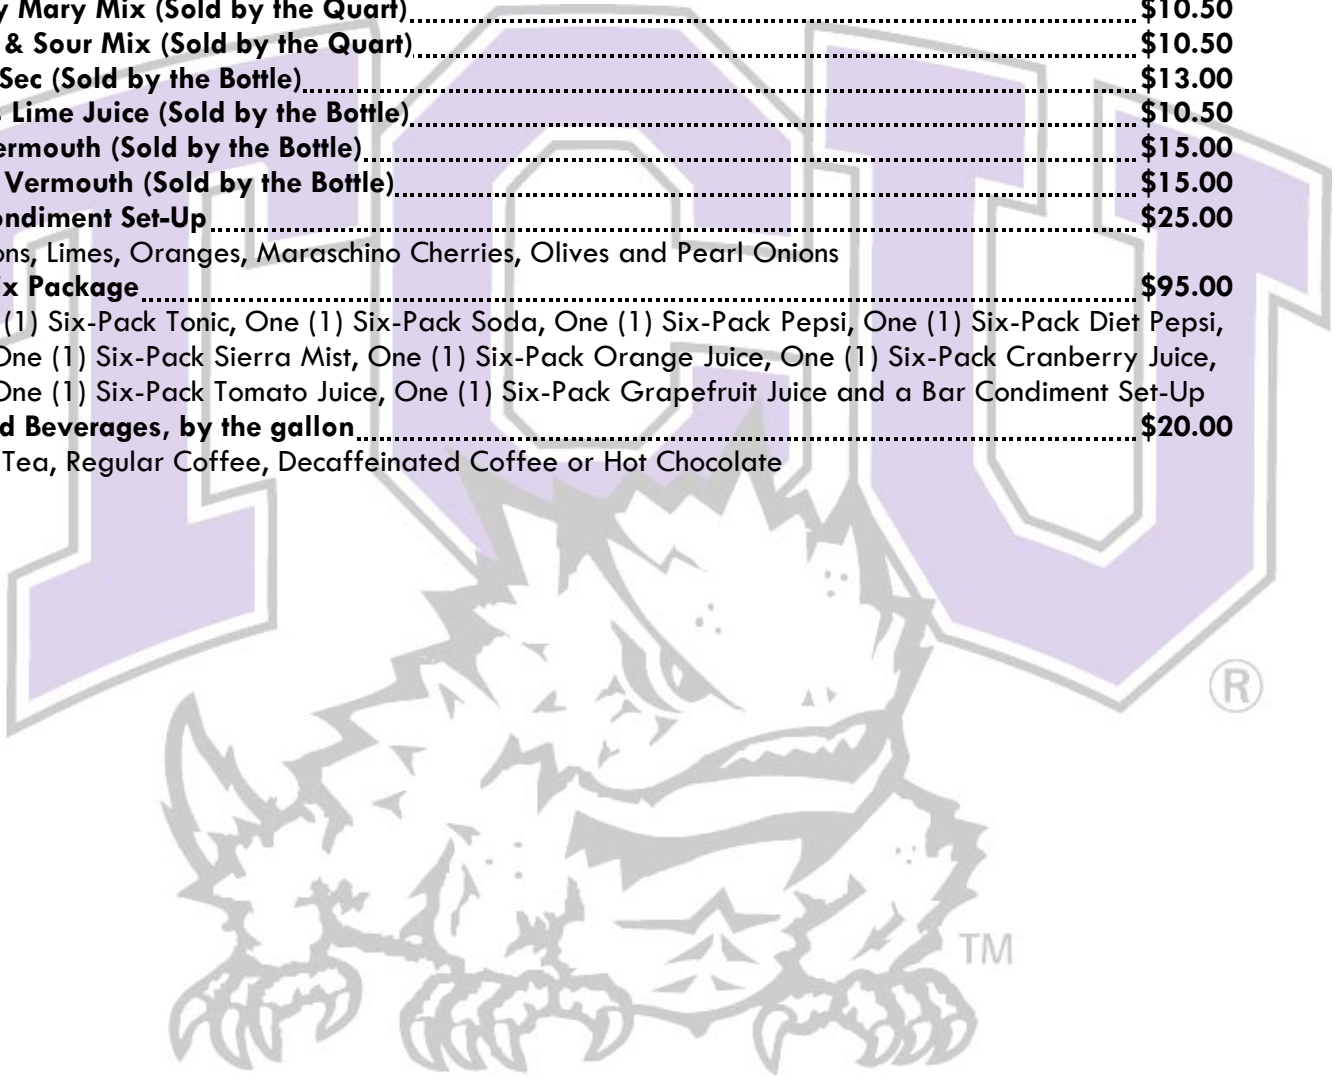 Mary Mix (Sold by the Quart) $10.50
& Sour Mix (Sold by the Quart) $10.50
Sec (Sold by the Bottle) $13.00
Lime Juice (Sold by the Bottle) $10.50
ermouth (Sold by the Bottle) $15.00
Vermouth (Sold by the Bottle) $15.00
ondiment Set-Up $25.00
ons, Limes, Oranges, Maraschino Cherries, Olives and Pearl Onions
ix Package $95.00
(1) Six-Pack Tonic, One (1) Six-Pack Soda, One (1) Six-Pack Pepsi, One (1) Six-Pack Diet Pepsi,
One (1) Six-Pack Sierra Mist, One (1) Six-Pack Orange Juice, One (1) Six-Pack Cranberry Juice,
One (1) Six-Pack Tomato Juice, One (1) Six-Pack Grapefruit Juice and a Bar Condiment Set-Up
d Beverages, by the gallon $20.00
Tea, Regular Coffee, Decaffeinated Coffee or Hot Chocolate
TCU
®
TM